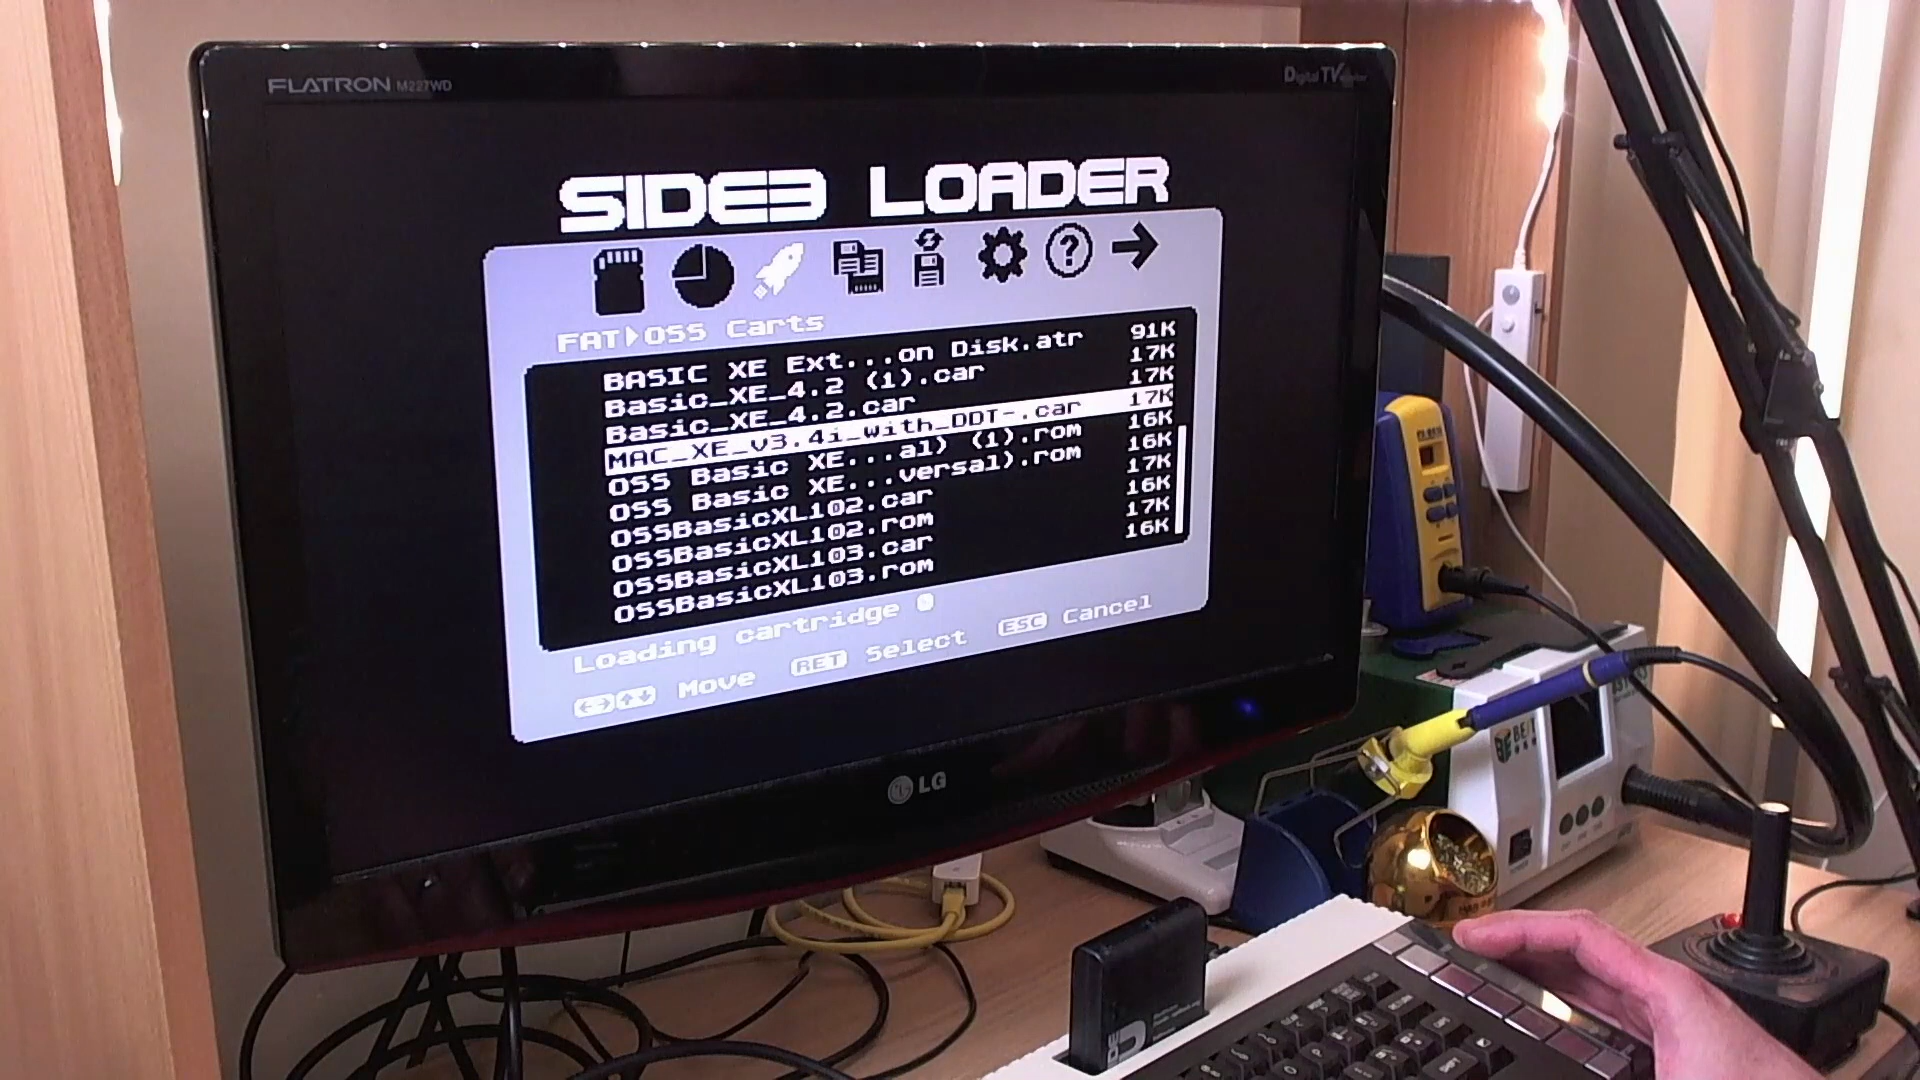 FLATRON M227WD
Digital TV
SIDE3 LOADER
FAT▶OSS Carts
BASIC XE Ext...on Disk.atr 91K
Basic_XE_4.2 (1).car 17K
Basic_XE_4.2.car 17K
MAC_XE_v3.4i_with_DDT-.car 17K
OSS Basic XE...al) (1).rom 16K
OSS Basic XE...versal).rom 16K
OSSBasicXL102.car 17K
OSSBasicXL102.rom 16K
OSSBasicXL103.car 17K
OSSBasicXL103.rom 16K
Loading cartridge
Move RET Select ESC Cancel
LG
BEST